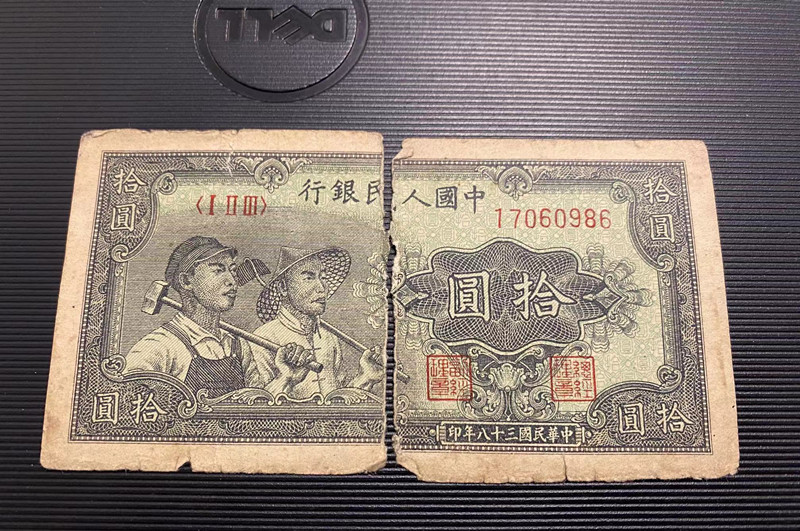 DELL
中國人民銀行
〈I II III〉
17060986
拾圓
拾圓
拾圓
拾圓
拾圓
中華民國三十八年印